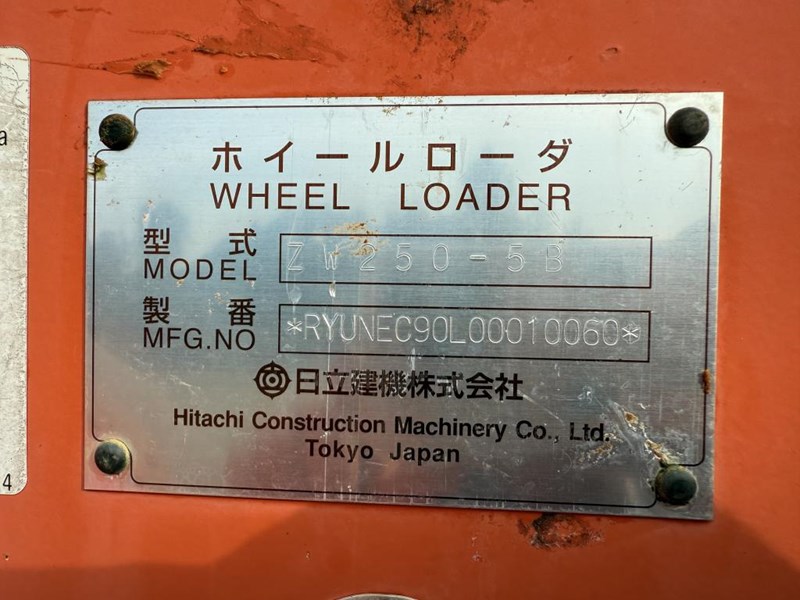 ホイールローダ
WHEEL LOADER
型式
MODEL ZW250-5B
製番
MFG.NO *RYUNEC90L00010060*
日立建機株式会社
Hitachi Construction Machinery Co., Ltd.
Tokyo Japan
a
4